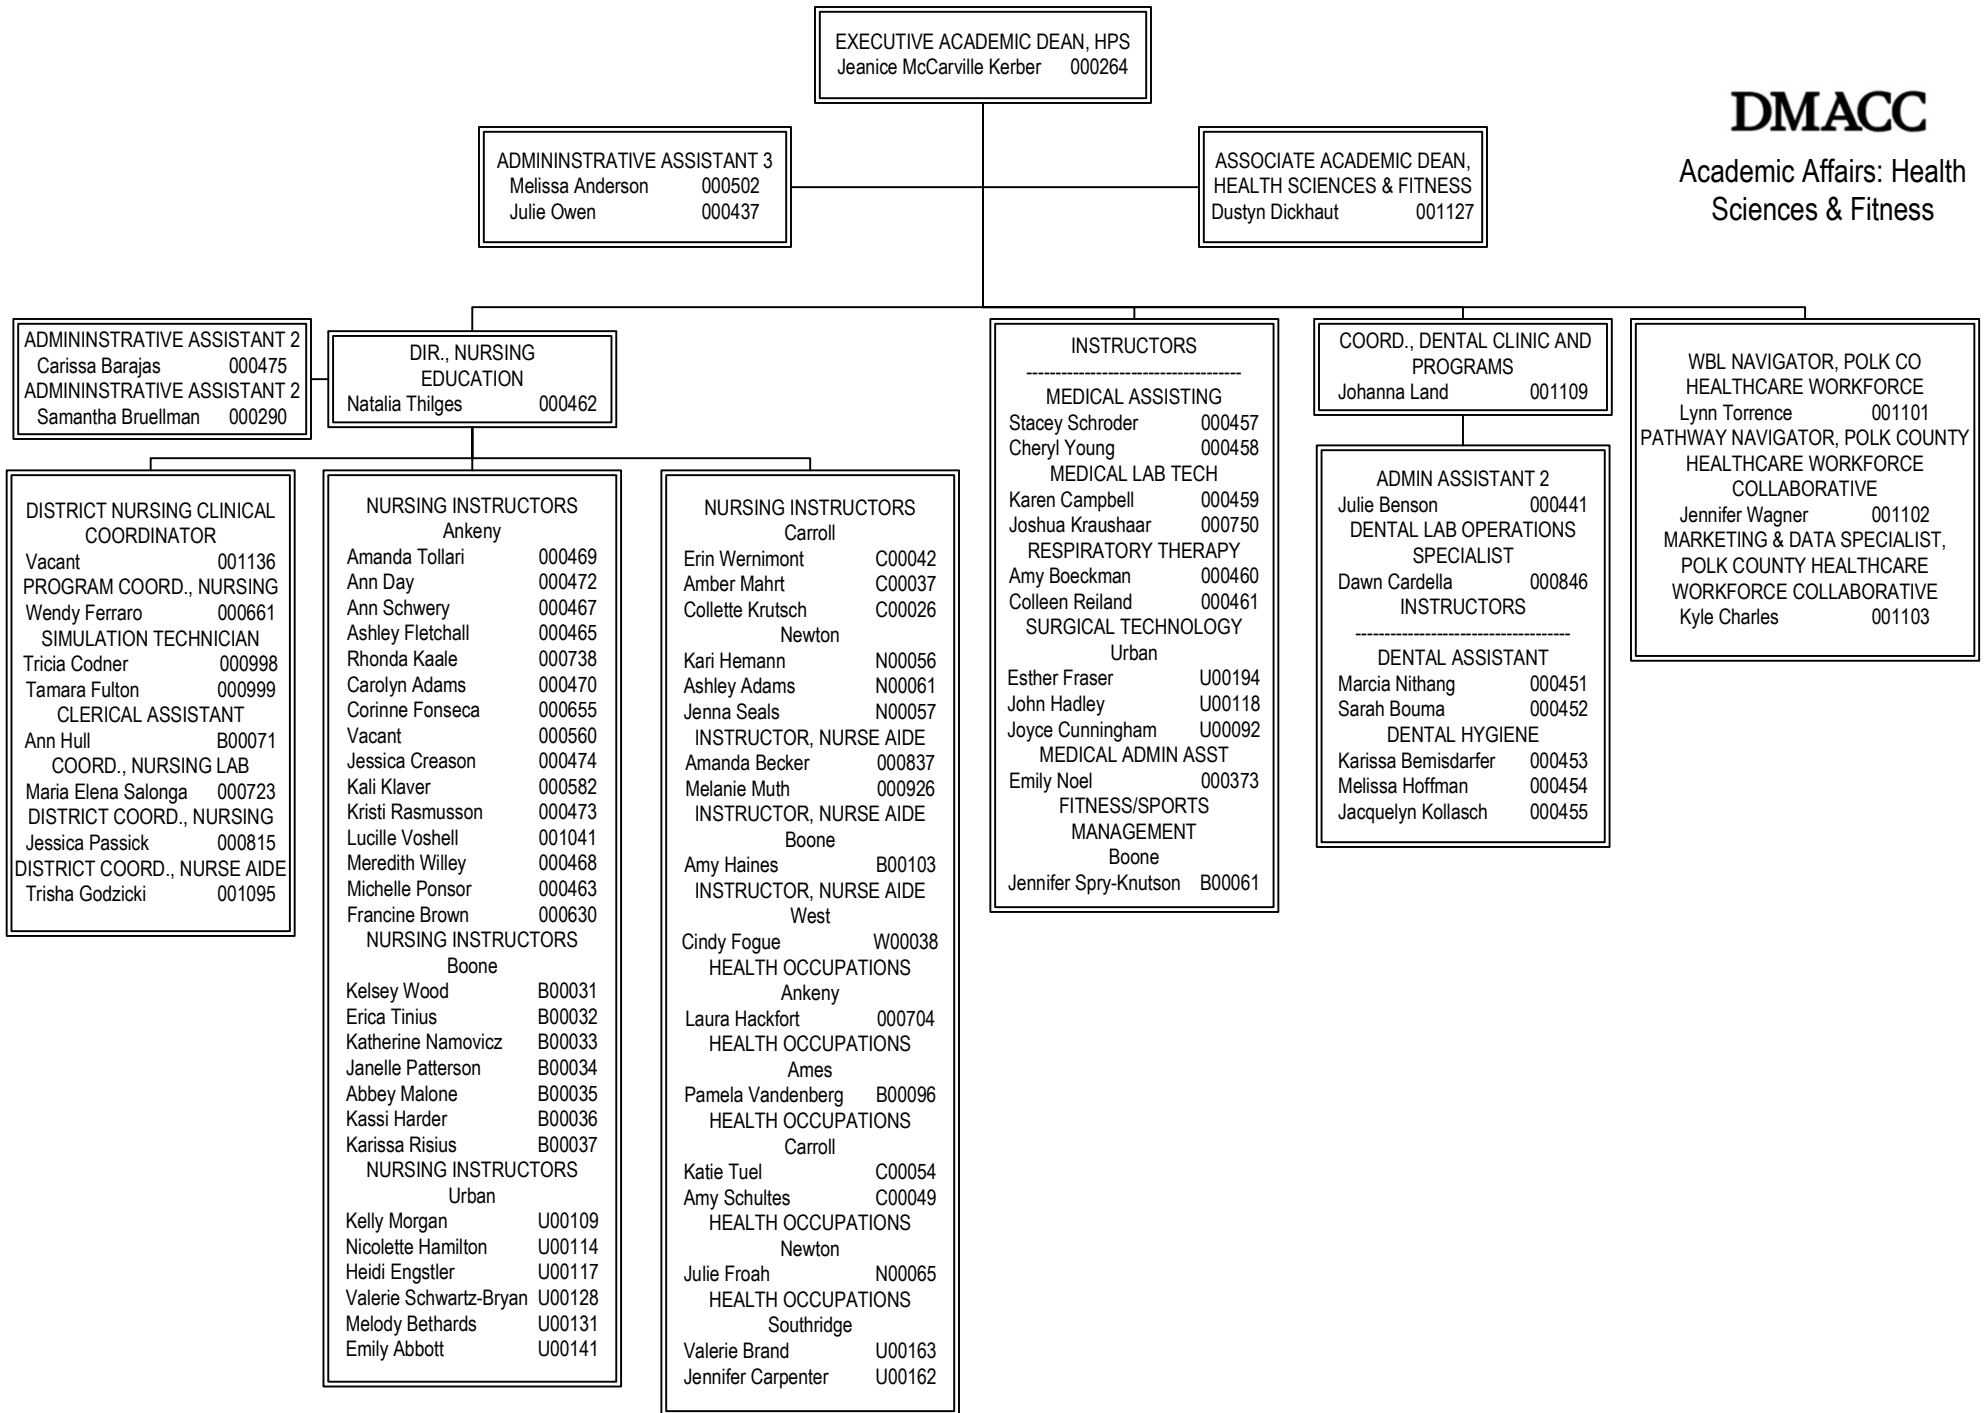 EXECUTIVE ACADEMIC DEAN, HPS
Jeanice McCarville Kerber 000264
DMACC
Academic Affairs: Health
Sciences & Fitness
ADMININSTRATIVE ASSISTANT 3
Melissa Anderson 000502
Julie Owen 000437
ASSOCIATE ACADEMIC DEAN,
HEALTH SCIENCES & FITNESS
Dustyn Dickhaut 001127
ADMININSTRATIVE ASSISTANT 2
Carissa Barajas 000475
ADMININSTRATIVE ASSISTANT 2
Samantha Bruellman 000290
DIR., NURSING
EDUCATION
Natalia Thilges 000462
DISTRICT NURSING CLINICAL
COORDINATOR
Vacant 001136
PROGRAM COORD., NURSING
Wendy Ferraro 000661
SIMULATION TECHNICIAN
Tricia Codner 000998
Tamara Fulton 000999
CLERICAL ASSISTANT
Ann Hull B00071
COORD., NURSING LAB
Maria Elena Salonga 000723
DISTRICT COORD., NURSING
Jessica Passick 000815
DISTRICT COORD., NURSE AIDE
Trisha Godzicki 001095
NURSING INSTRUCTORS
Ankeny
Amanda Tollari 000469
Ann Day 000472
Ann Schwery 000467
Ashley Fletchall 000465
Rhonda Kaale 000738
Carolyn Adams 000470
Corinne Fonseca 000655
Vacant 000560
Jessica Creason 000474
Kali Klaver 000582
Kristi Rasmusson 000473
Lucille Voshell 001041
Meredith Willey 000468
Michelle Ponsor 000463
Francine Brown 000630
NURSING INSTRUCTORS
Boone
Kelsey Wood B00031
Erica Tinius B00032
Katherine Namovicz B00033
Janelle Patterson B00034
Abbey Malone B00035
Kassi Harder B00036
Karissa Risius B00037
NURSING INSTRUCTORS
Urban
Kelly Morgan U00109
Nicolette Hamilton U00114
Heidi Engstler U00117
Valerie Schwartz-Bryan U00128
Melody Bethards U00131
Emily Abbott U00141
NURSING INSTRUCTORS
Carroll
Erin Wernimont C00042
Amber Mahrt C00037
Collette Krutsch C00026
Newton
Kari Hemann N00056
Ashley Adams N00061
Jenna Seals N00057
INSTRUCTOR, NURSE AIDE
Amanda Becker 000837
Melanie Muth 000926
INSTRUCTOR, NURSE AIDE
Boone
Amy Haines B00103
INSTRUCTOR, NURSE AIDE
West
Cindy Fogue W00038
HEALTH OCCUPATIONS
Ankeny
Laura Hackfort 000704
HEALTH OCCUPATIONS
Ames
Pamela Vandenberg B00096
HEALTH OCCUPATIONS
Carroll
Katie Tuel C00054
Amy Schultes C00049
HEALTH OCCUPATIONS
Newton
Julie Froah N00065
HEALTH OCCUPATIONS
Southridge
Valerie Brand U00163
Jennifer Carpenter U00162
INSTRUCTORS
-------------------------------------
MEDICAL ASSISTING
Stacey Schroder 000457
Cheryl Young 000458
MEDICAL LAB TECH
Karen Campbell 000459
Joshua Kraushaar 000750
RESPIRATORY THERAPY
Amy Boeckman 000460
Colleen Reiland 000461
SURGICAL TECHNOLOGY
Urban
Esther Fraser U00194
John Hadley U00118
Joyce Cunningham U00092
MEDICAL ADMIN ASST
Emily Noel 000373
FITNESS/SPORTS
MANAGEMENT
Boone
Jennifer Spry-Knutson B00061
COORD., DENTAL CLINIC AND
PROGRAMS
Johanna Land 001109
ADMIN ASSISTANT 2
Julie Benson 000441
DENTAL LAB OPERATIONS
SPECIALIST
Dawn Cardella 000846
INSTRUCTORS
-------------------------------------
DENTAL ASSISTANT
Marcia Nithang 000451
Sarah Bouma 000452
DENTAL HYGIENE
Karissa Bemisdarfer 000453
Melissa Hoffman 000454
Jacquelyn Kollasch 000455
WBL NAVIGATOR, POLK CO
HEALTHCARE WORKFORCE
Lynn Torrence 001101
PATHWAY NAVIGATOR, POLK COUNTY
HEALTHCARE WORKFORCE
COLLABORATIVE
Jennifer Wagner 001102
MARKETING & DATA SPECIALIST,
POLK COUNTY HEALTHCARE
WORKFORCE COLLABORATIVE
Kyle Charles 001103